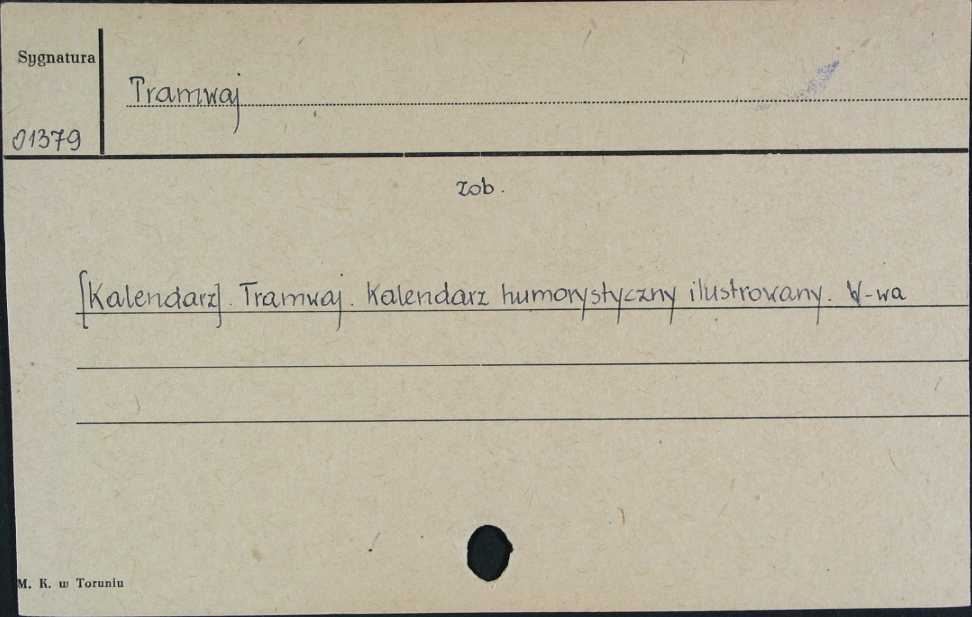 Sygnatura
Tramwaj
01379
zob.
[Kalendarz]. Tramwaj. Kalendarz humorystyczny ilustrowany. W-wa
M. K. w Toruniu